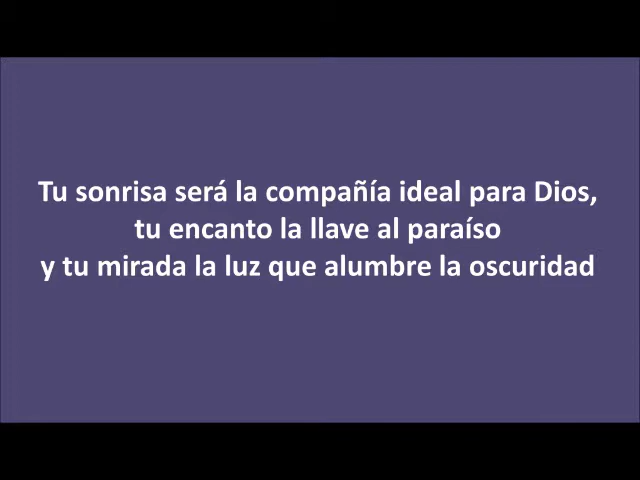 Tu sonrisa será la compañía ideal para Dios,
tu encanto la llave al paraíso
y tu mirada la luz que alumbre la oscuridad